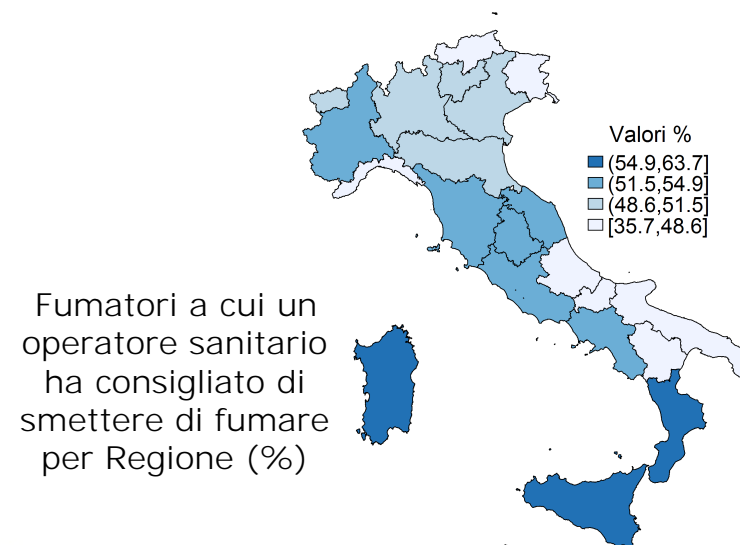 Valori %
(54.9,63.7]
(51.5,54.9]
(48.6,51.5]
[35.7,48.6]
Fumatori a cui un
operatore sanitario
ha consigliato di
smettere di fumare
per Regione (%)